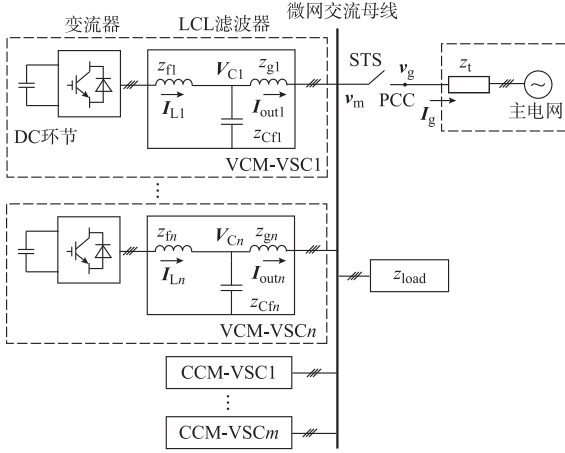 微网交流母线
变流器 LCL滤波器
z_f1 V_C1 z_g1
I_L1 I_out1
z_Cf1
DC环节
VCM-VSC1
STS
v_m
v_g
PCC
I_g
z_t
主电网
⋮
z_fn V_Cn z_gn
I_Ln I_outn
z_Cfn
VCM-VSCn
z_load
CCM-VSC1
⋮
CCM-VSCm